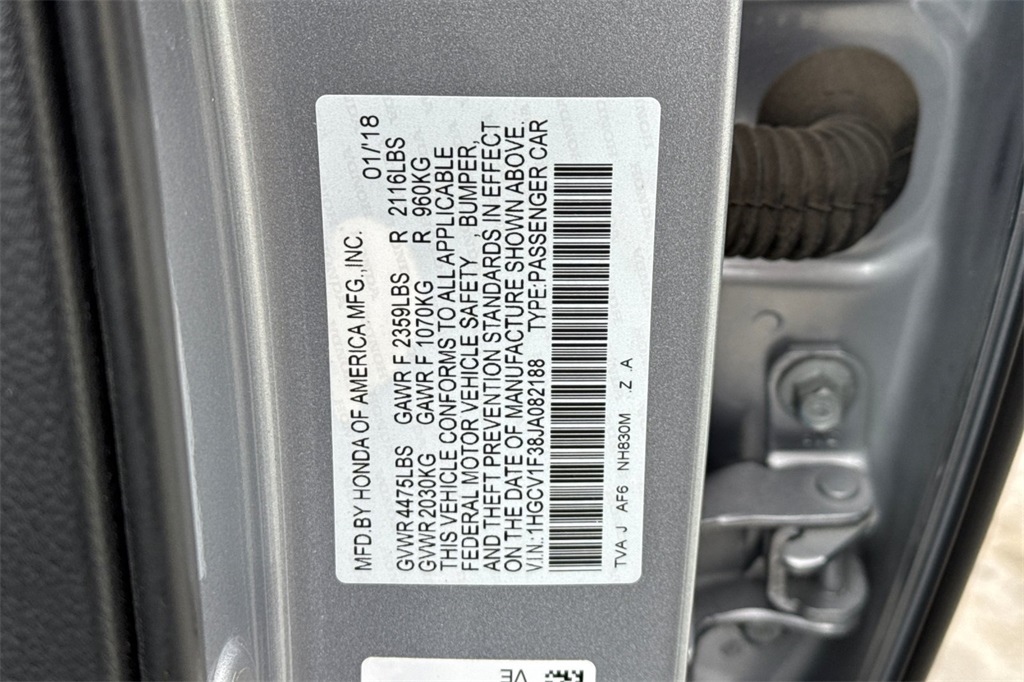 MFD.BY HONDA OF AMERICA MFG.,INC. 01/18
GVWR 4475LBS GAWR F 2359LBS R 2116LBS
GVWR 2030KG GAWR F 1070KG R 960KG
THIS VEHICLE CONFORMS TO ALL APPLICABLE
FEDERAL MOTOR VEHICLE SAFETY , BUMPER,
AND THEFT PREVENTION STANDARDS IN EFFECT
ON THE DATE OF MANUFACTURE SHOWN ABOVE.
V.I.N.:1HGCV1F38JA082188 TYPE:PASSENGER CAR
TVA J AF6 NH830M .Z .A
VE